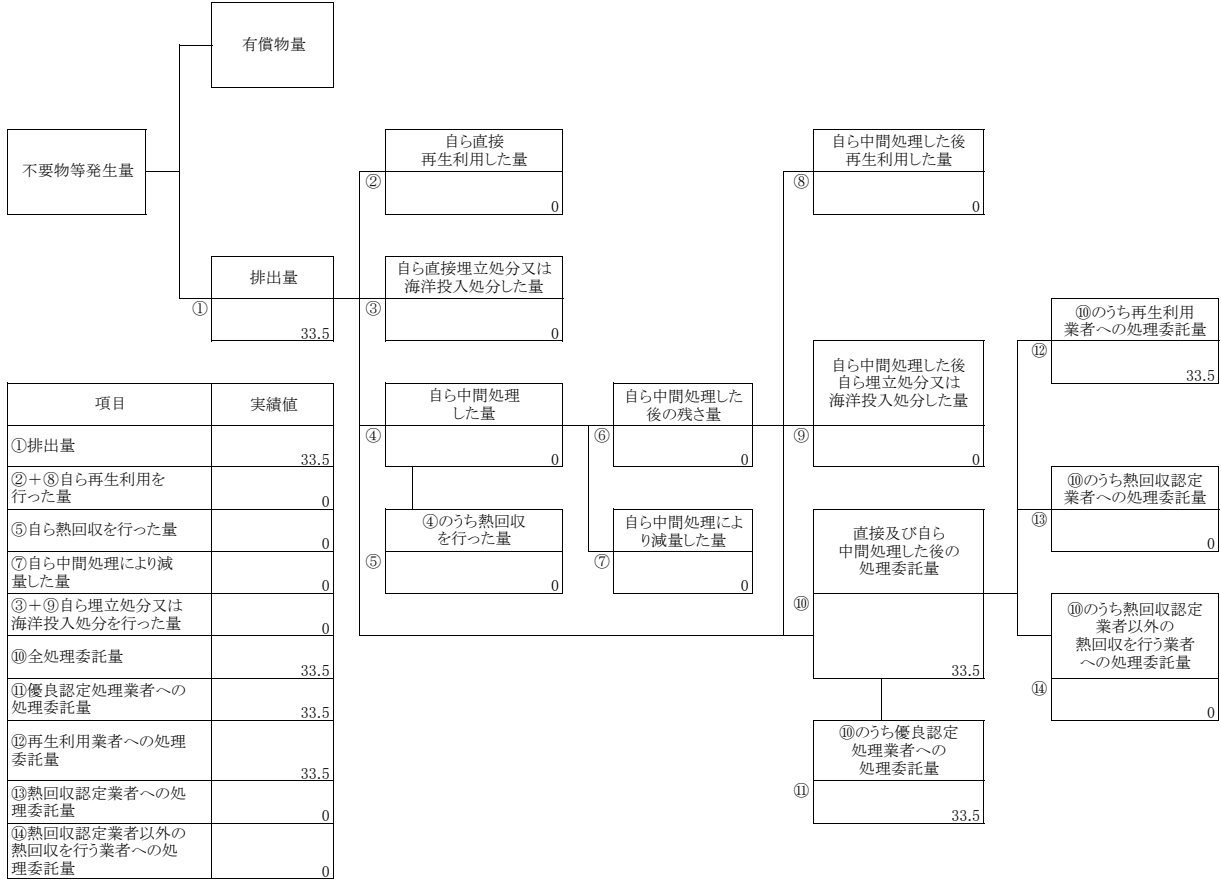 有償物量
不要物等発生量
自ら直接
再生利用した量
②
0
自ら中間処理した後
再生利用した量
⑧
0
排出量
①
33.5
自ら直接埋立処分又は
海洋投入処分した量
③
0
自ら中間処理
した量
④
0
自ら中間処理した
後の残さ量
⑥
0
自ら中間処理した後
自ら埋立処分又は
海洋投入処分した量
⑨
0
④のうち熱回収
を行った量
⑤
0
自ら中間処理によ
り減量した量
⑦
0
直接及び自ら
中間処理した後の
処理委託量
⑩
33.5
⑩のうち優良認定
処理業者への
処理委託量
⑪
33.5
⑩のうち再生利用
業者への処理委託量
⑫
33.5
⑩のうち熱回収認定
業者への処理委託量
⑬
0
⑩のうち熱回収認定
業者以外の
熱回収を行う業者
への処理委託量
⑭
0
項目 実績値
①排出量
33.5
②+⑧自ら再生利用を
行った量
0
⑤自ら熱回収を行った量
0
⑦自ら中間処理により減
量した量
0
③+⑨自ら埋立処分又は
海洋投入処分を行った量
0
⑩全処理委託量
33.5
⑪優良認定処理業者への
処理委託量
33.5
⑫再生利用業者への処理
委託量
33.5
⑬熱回収認定業者への処
理委託量
0
⑭熱回収認定業者以外の
熱回収を行う業者への処
理委託量
0